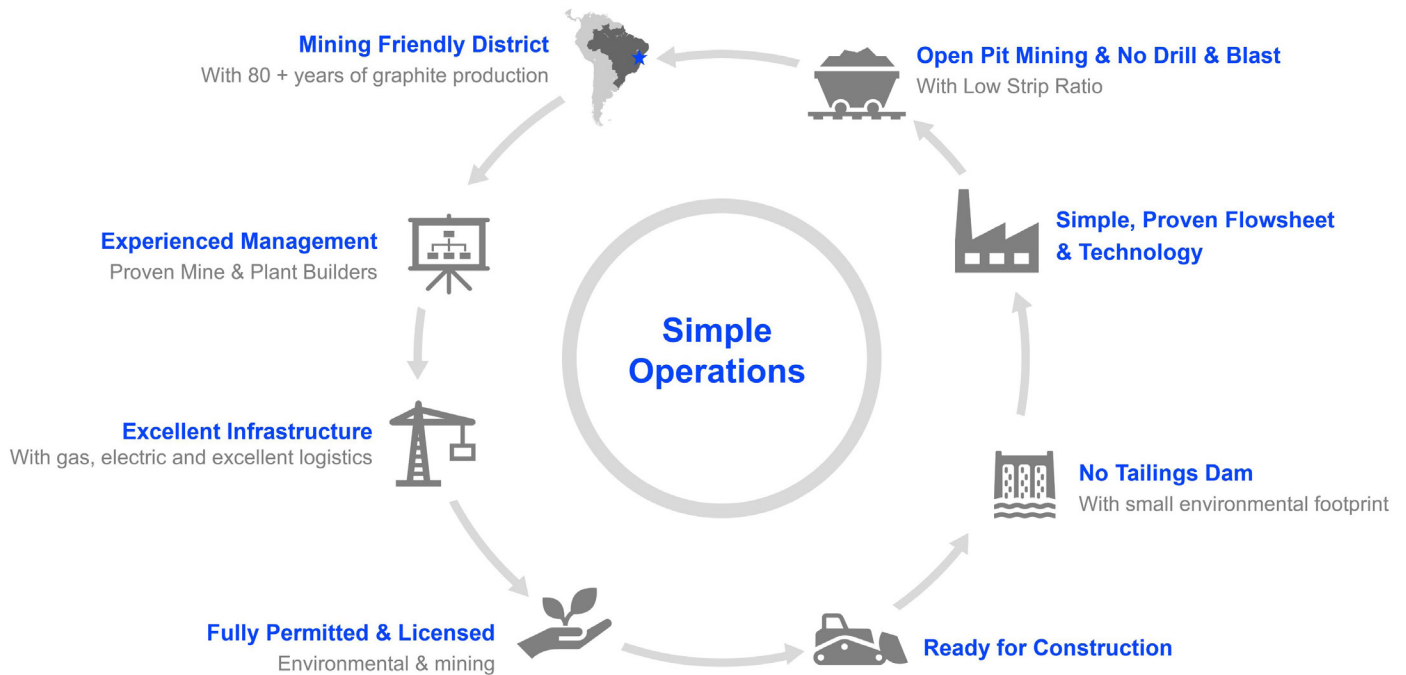 Mining Friendly District
With 80 + years of graphite production
Open Pit Mining & No Drill & Blast
With Low Strip Ratio
Experienced Management
Proven Mine & Plant Builders
Simple, Proven Flowsheet
& Technology
Simple
Operations
Excellent Infrastructure
With gas, electric and excellent logistics
No Tailings Dam
With small environmental footprint
Fully Permitted & Licensed
Environmental & mining
Ready for Construction